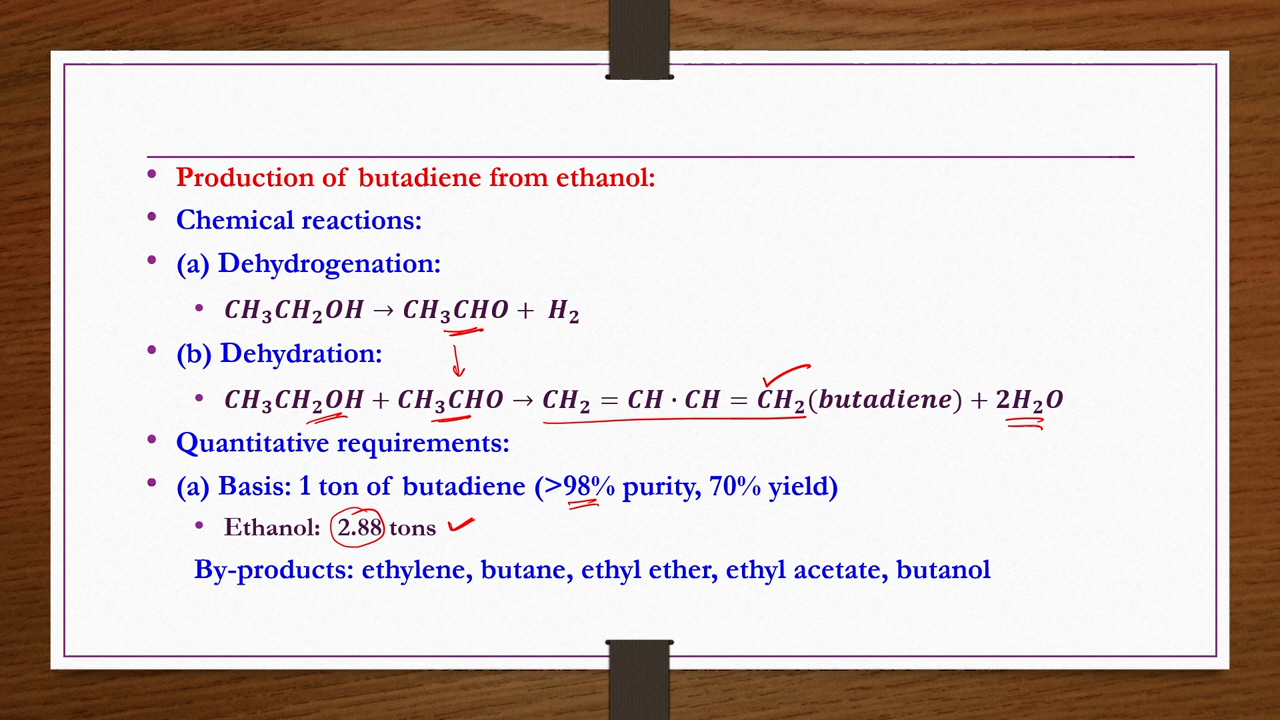 • Production of butadiene from ethanol:
• Chemical reactions:
• (a) Dehydrogenation:
• CH₃CH₂OH → CH₃CHO + H₂
• (b) Dehydration:
• CH₃CH₂OH + CH₃CHO → CH₂ = CH · CH = CH₂(butadiene) + 2H₂O
• Quantitative requirements:
• (a) Basis: 1 ton of butadiene (>98% purity, 70% yield)
• Ethanol: 2.88 tons
By-products: ethylene, butane, ethyl ether, ethyl acetate, butanol